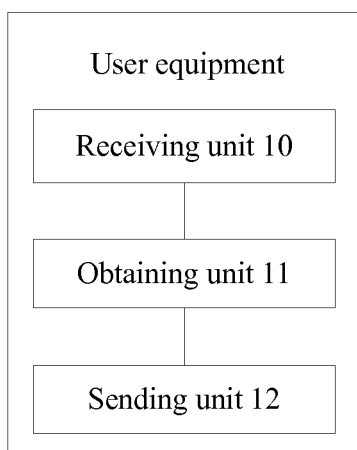 User equipment
Receiving unit 10
Obtaining unit 11
Sending unit 12